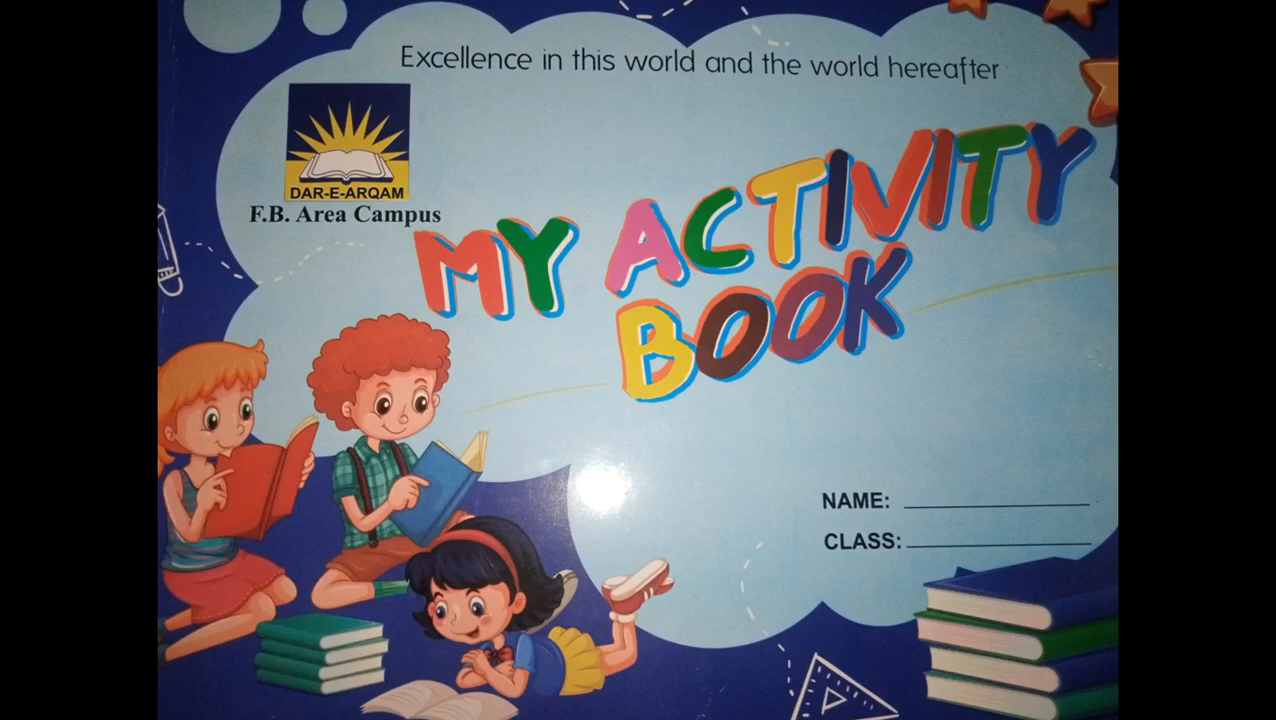 Excellence in this world and the world hereafter
DAR-E-ARQAM
F.B. Area Campus
MY ACTIVITY
BOOK
NAME:
CLASS: